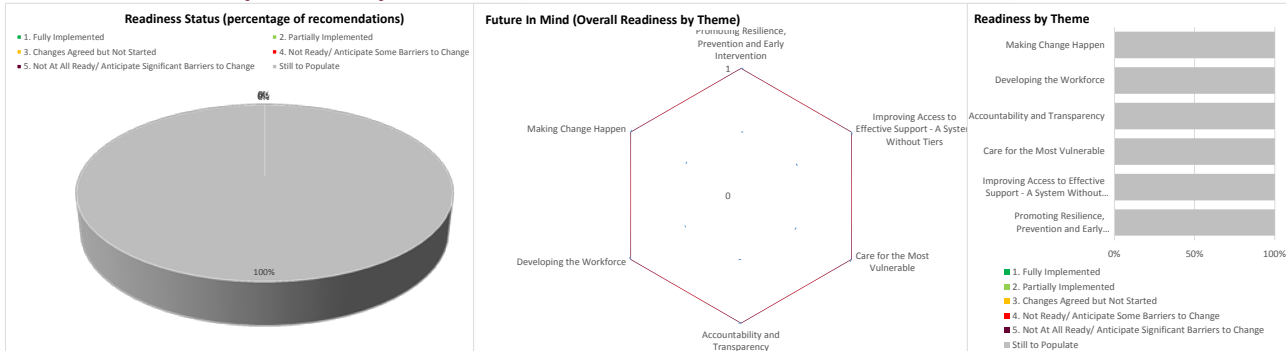 Readiness Status (percentage of recomendations)
1. Fully Implemented
2. Partially Implemented
3. Changes Agreed but Not Started
4. Not Ready/ Anticipate Some Barriers to Change
5. Not At All Ready/ Anticipate Significant Barriers to Change
Still to Populate
0%
100%
Future In Mind (Overall Readiness by Theme)
Promoting Resilience,
Prevention and Early
Intervention
1
Improving Access to
Effective Support - A System
Without Tiers
Making Change Happen
0
Developing the Workforce
Care for the Most
Vulnerable
Accountability and
Transparency
Readiness by Theme
Making Change Happen
Developing the Workforce
Accountability and Transparency
Care for the Most Vulnerable
Improving Access to Effective
Support - A System Without...
Promoting Resilience,
Prevention and Early...
0%
50%
100%
1. Fully Implemented
2. Partially Implemented
3. Changes Agreed but Not Started
4. Not Ready/ Anticipate Some Barriers to Change
5. Not At All Ready/ Anticipate Significant Barriers to Change
Still to Populate